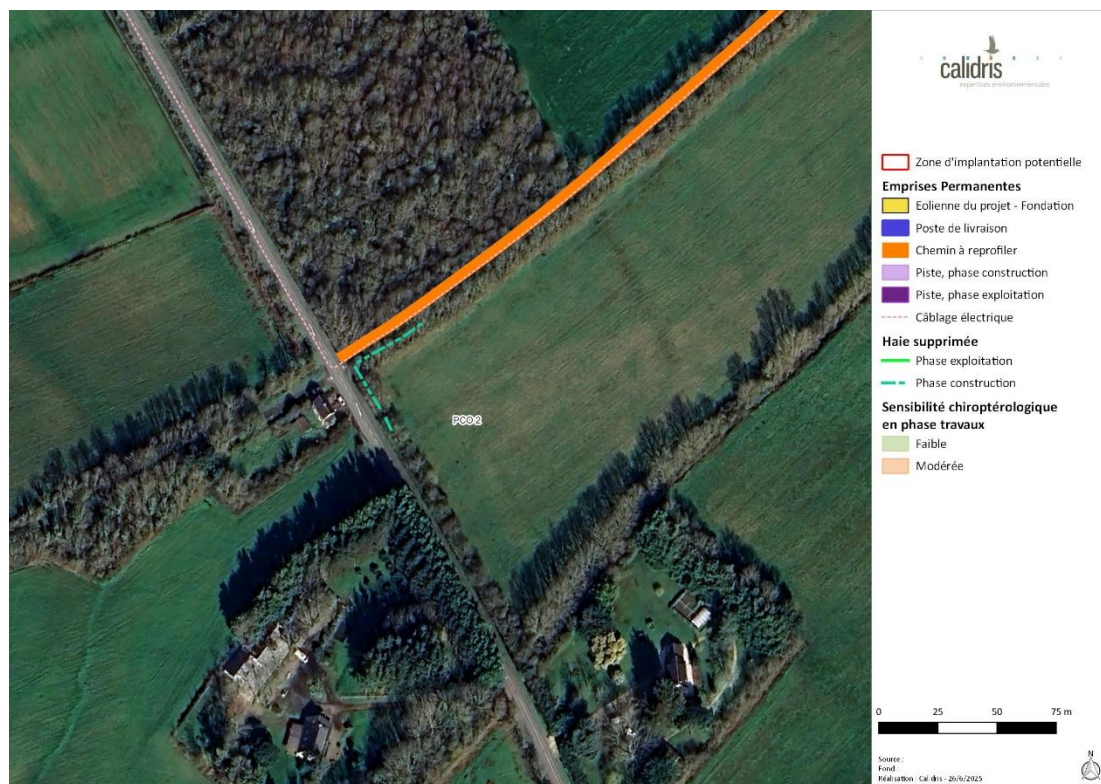 calidris
expertises environnementales
Zone d'implantation potentielle
Emprises Permanentes
Eolienne du projet - Fondation
Poste de livraison
Chemin à reprofiler
Piste, phase construction
Piste, phase exploitation
Câblage électrique
Haie supprimée
Phase exploitation
Phase construction
Sensibilité chiroptérologique
en phase travaux
Faible
Modérée
PCO 2
0 25 50 75 m
N
Source :
Fond :
Réalisation : Calidris - 26/6/2025